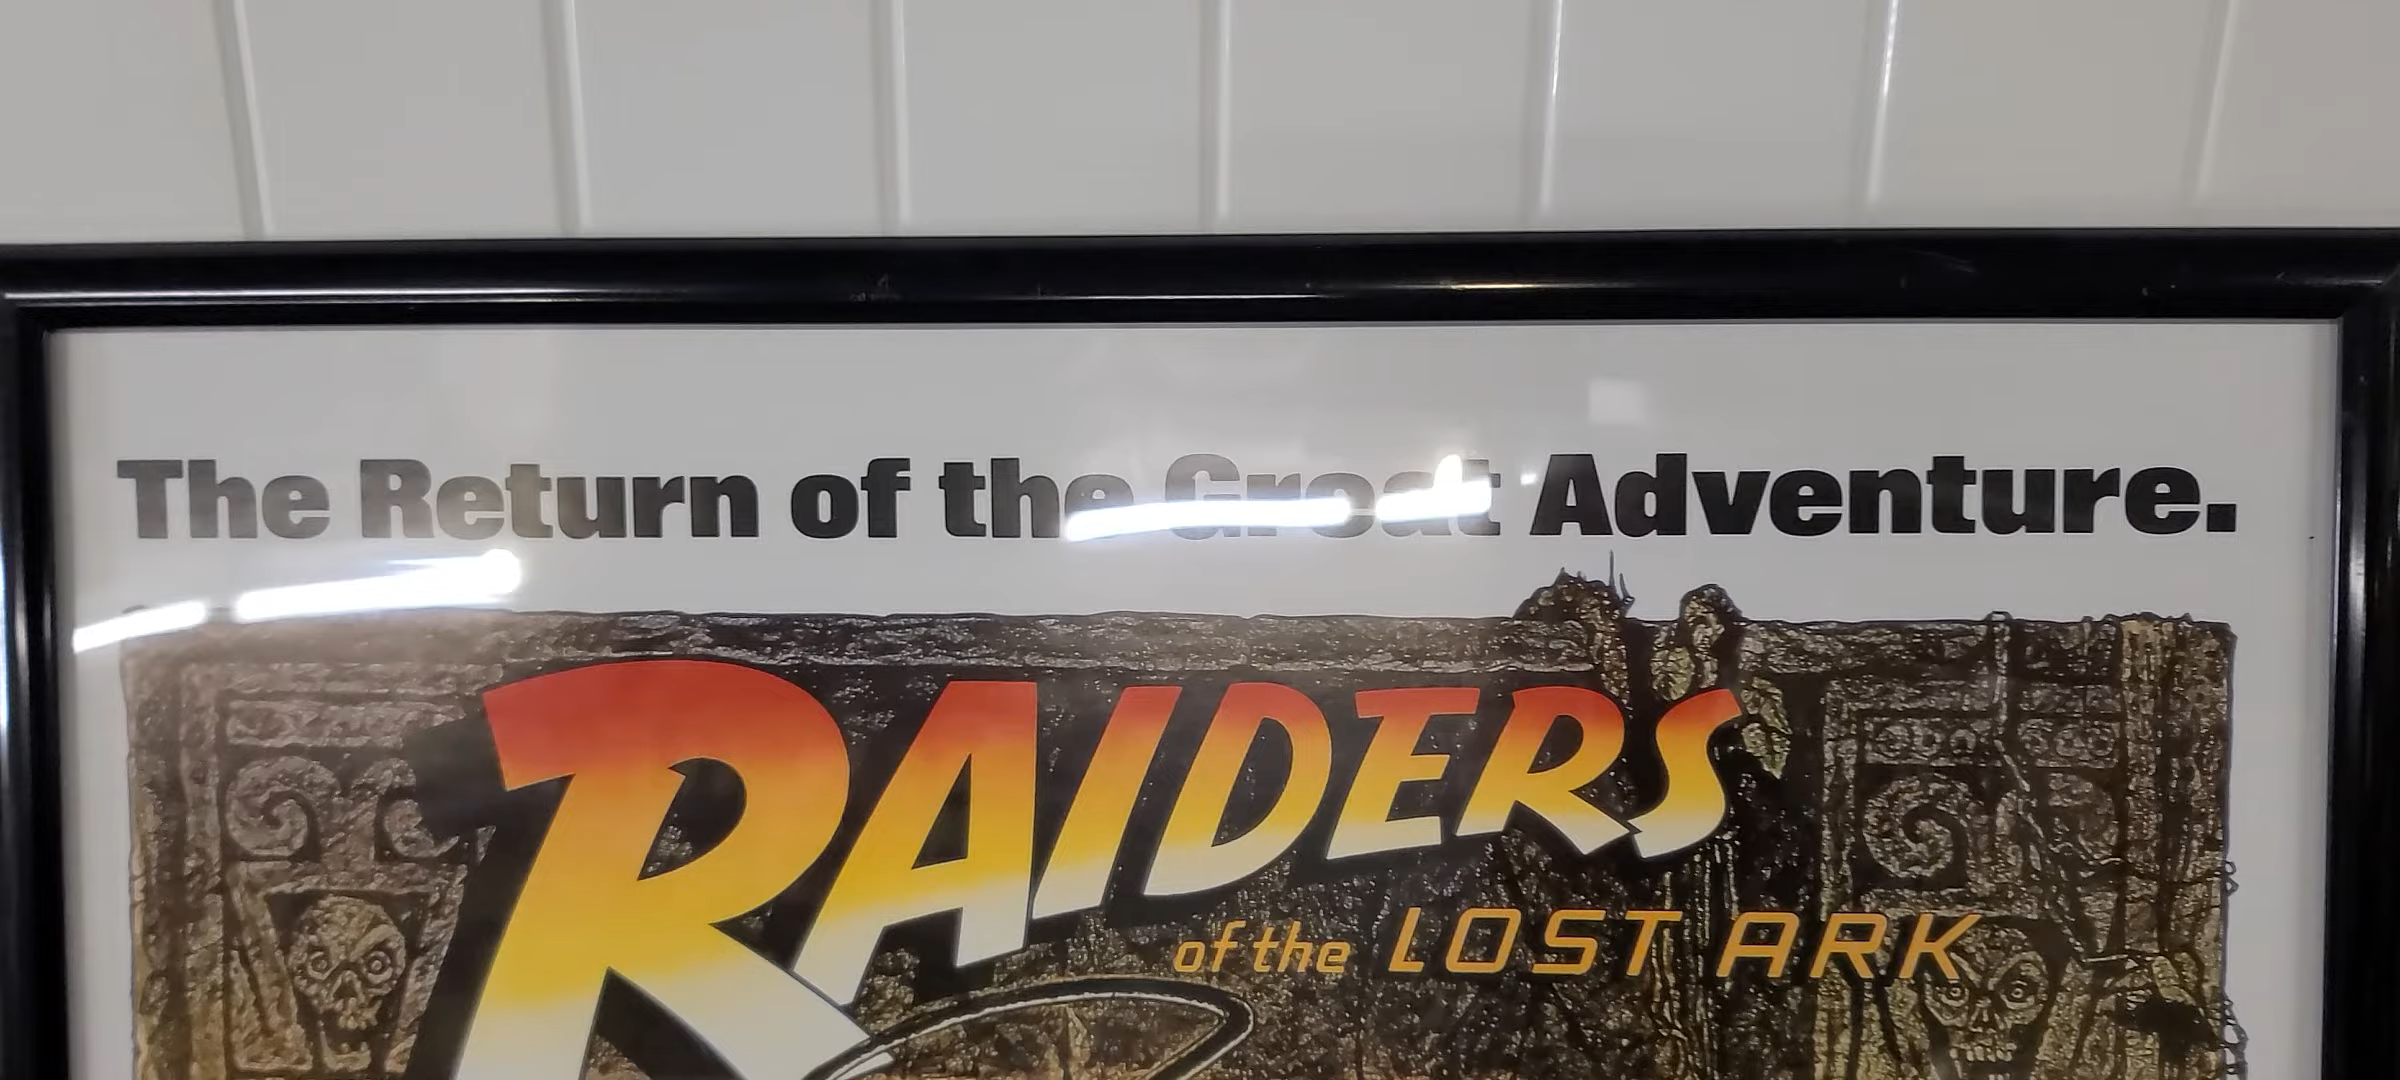 The Return of the Great Adventure.
RAIDERS
of the LOST ARK